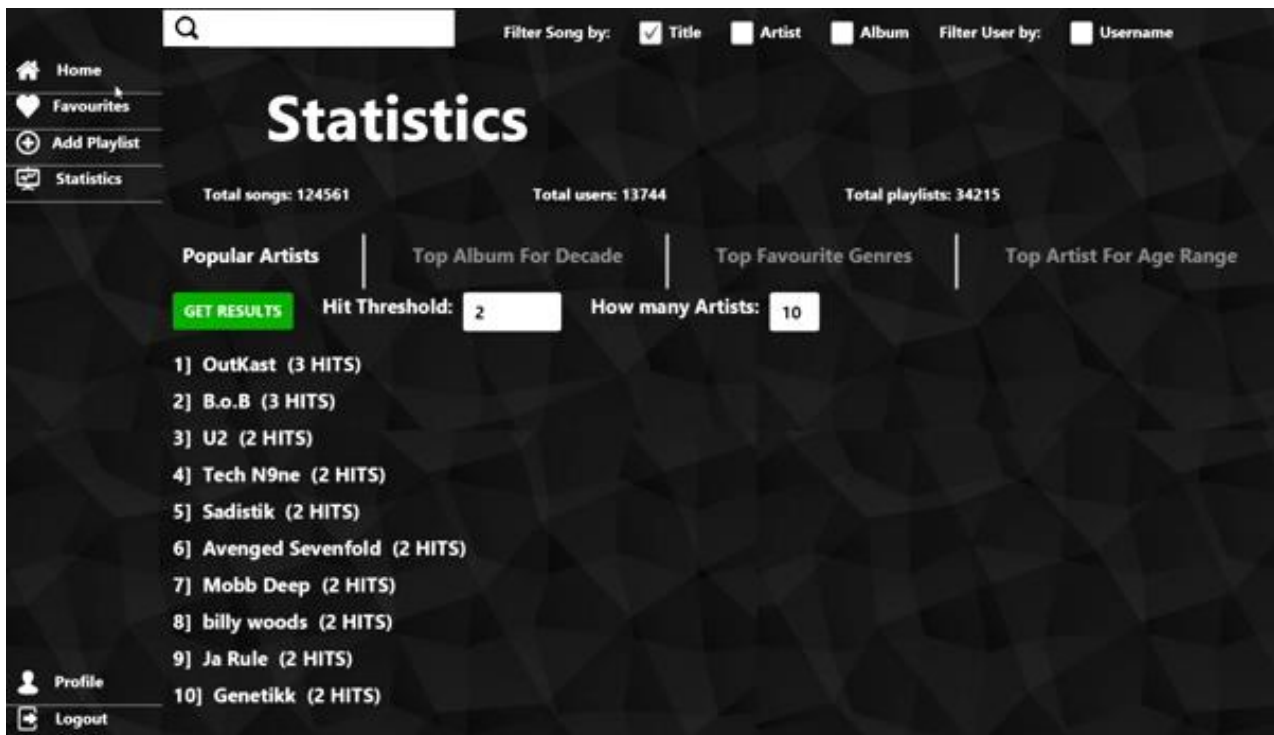 Filter Song by: Title Artist Album Filter User by: Username
Home
Favourites
Add Playlist
Statistics
Statistics
Total songs: 124561 Total users: 13744 Total playlists: 34215
Popular Artists Top Album For Decade Top Favourite Genres Top Artist For Age Range
GET RESULTS Hit Threshold: 2 How many Artists: 10
1] OutKast (3 HITS)
2] B.o.B (3 HITS)
3] U2 (2 HITS)
4] Tech N9ne (2 HITS)
5] Sadistik (2 HITS)
6] Avenged Sevenfold (2 HITS)
7] Mobb Deep (2 HITS)
8] billy woods (2 HITS)
9] Ja Rule (2 HITS)
10] Genetikk (2 HITS)
Profile
Logout